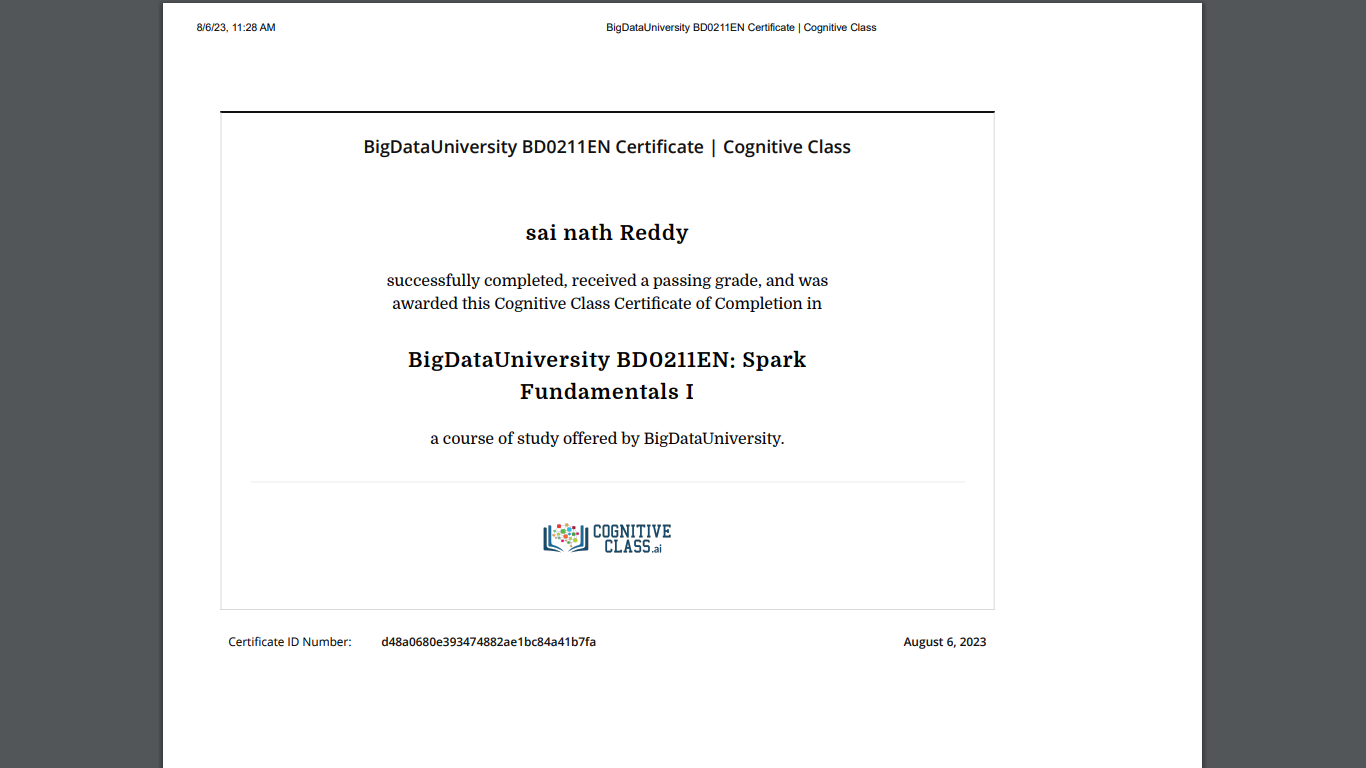 8/6/23, 11:28 AM
BigDataUniversity BD0211EN Certificate | Cognitive Class
BigDataUniversity BD0211EN Certificate | Cognitive Class
sai nath Reddy
successfully completed, received a passing grade, and was
awarded this Cognitive Class Certificate of Completion in
BigDataUniversity BD0211EN: Spark
Fundamentals I
a course of study offered by BigDataUniversity.
COGNITIVE
CLASS.ai
Certificate ID Number: d48a0680e393474882ae1bc84a41b7fa
August 6, 2023